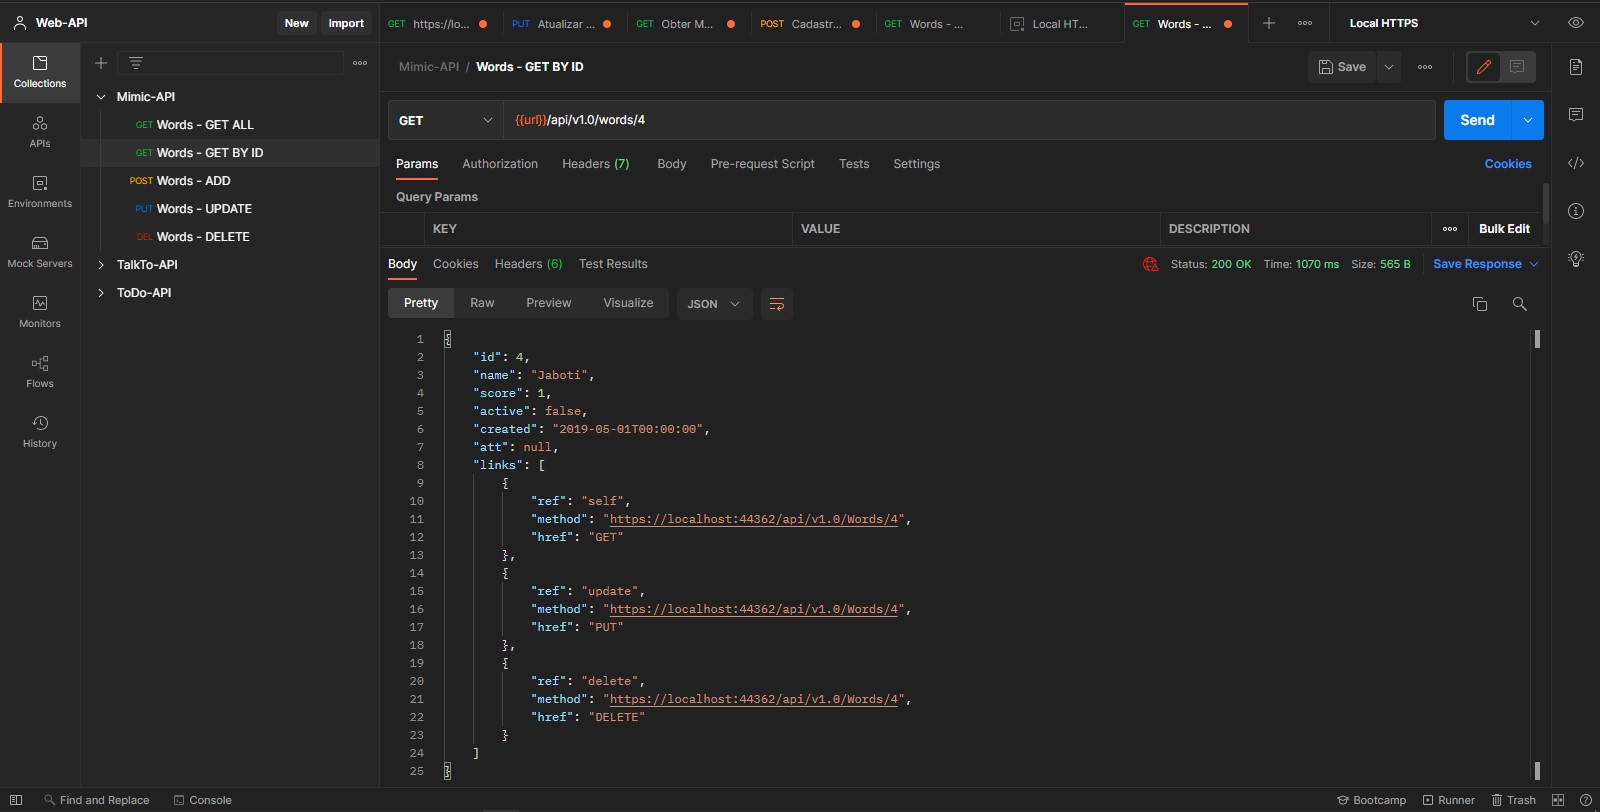 Web-API
New Import
GET https://lo...
PUT Atualizar ...
GET Obter M...
POST Cadastr...
GET Words - ...
Local HT...
GET Words - ...
Local HTTPS
Collections
APIs
Environments
Mock Servers
Monitors
Flows
History
Mimic-API
GET Words - GET ALL
GET Words - GET BY ID
POST Words - ADD
PUT Words - UPDATE
DEL Words - DELETE
TalkTo-API
ToDo-API
Mimic-API / Words - GET BY ID
Save
GET {{url}}/api/v1.0/words/4 Send
Params Authorization Headers (7) Body Pre-request Script Tests Settings Cookies
Query Params
KEY VALUE DESCRIPTION Bulk Edit
Body Cookies Headers (6) Test Results Status: 200 OK Time: 1070 ms Size: 565 B Save Response
Pretty Raw Preview Visualize JSON
1 {
2 "id": 4,
3 "name": "Jaboti",
4 "score": 1,
5 "active": false,
6 "created": "2019-05-01T00:00:00",
7 "att": null,
8 "links": [
9 {
10 "ref": "self",
11 "method": "https://localhost:44362/api/v1.0/Words/4",
12 "href": "GET"
13 },
14 {
15 "ref": "update",
16 "method": "https://localhost:44362/api/v1.0/Words/4",
17 "href": "PUT"
18 },
19 {
20 "ref": "delete",
21 "method": "https://localhost:44362/api/v1.0/Words/4",
22 "href": "DELETE"
23 }
24 ]
25 }
Find and Replace Console Bootcamp Runner Trash